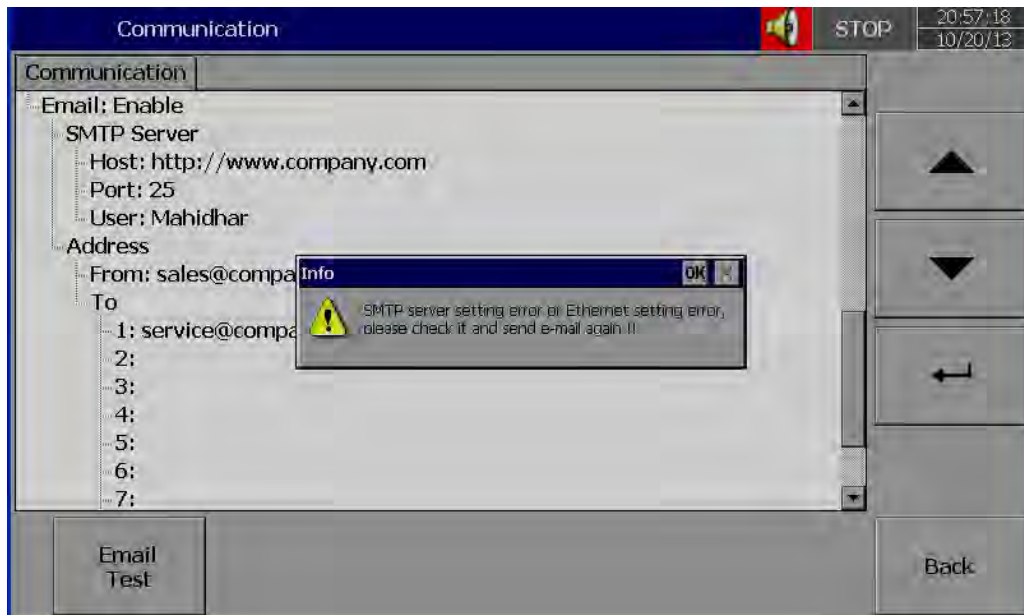 Communication
STOP
20:57:18
10/20/13
Communication
Email: Enable
SMTP Server
Host: http://www.company.com
Port: 25
User: Mahidhar
Address
From: sales@compa
To
1: service@compa
2:
3:
4:
5:
6:
7:
Info
OK
SMTP server setting error or Ethernet setting error,
please check it and send e-mail again !!
Email
Test
Back